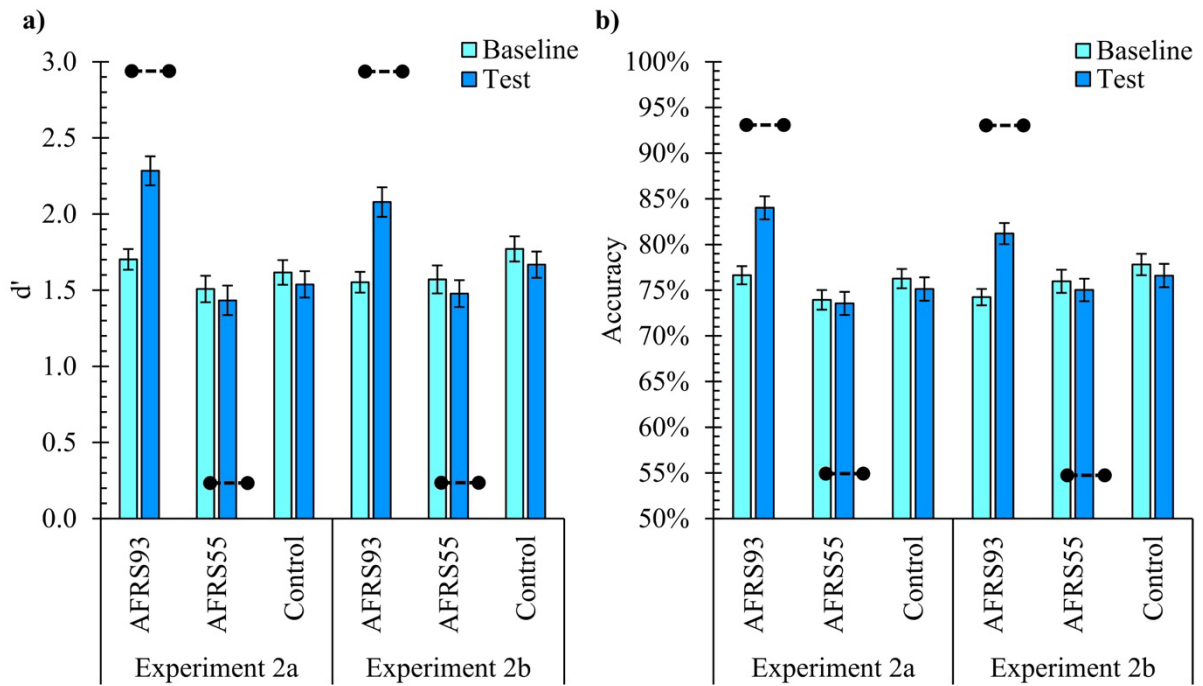 a)
Baseline
Test
d'
3.0
2.5
2.0
1.5
1.0
0.5
0.0
AFRS93
AFRS55
Control
AFRS93
AFRS55
Control
Experiment 2a
Experiment 2b
b)
Baseline
Test
Accuracy
100%
95%
90%
85%
80%
75%
70%
65%
60%
55%
50%
AFRS93
AFRS55
Control
AFRS93
AFRS55
Control
Experiment 2a
Experiment 2b